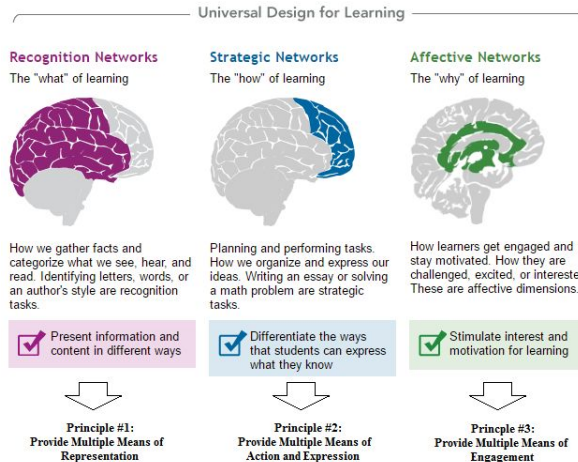 Universal Design for Learning
Recognition Networks
The "what" of learning
How we gather facts and
categorize what we see, hear, and
read. Identifying letters, words, or
an author's style are recognition
tasks.
Present information and
content in different ways
Principle #1:
Provide Multiple Means of
Representation
Strategic Networks
The "how" of learning
Planning and performing tasks.
How we organize and express our
ideas. Writing an essay or solving
a math problem are strategic
tasks.
Differentiate the ways
that students can express
what they know
Principle #2:
Provide Multiple Means of
Action and Expression
Affective Networks
The "why" of learning
How learners get engaged and
stay motivated. How they are
challenged, excited, or intereste
These are affective dimensions.
Stimulate interest and
motivation for learning
Princple #3:
Provide Multiple Means of
Engagement